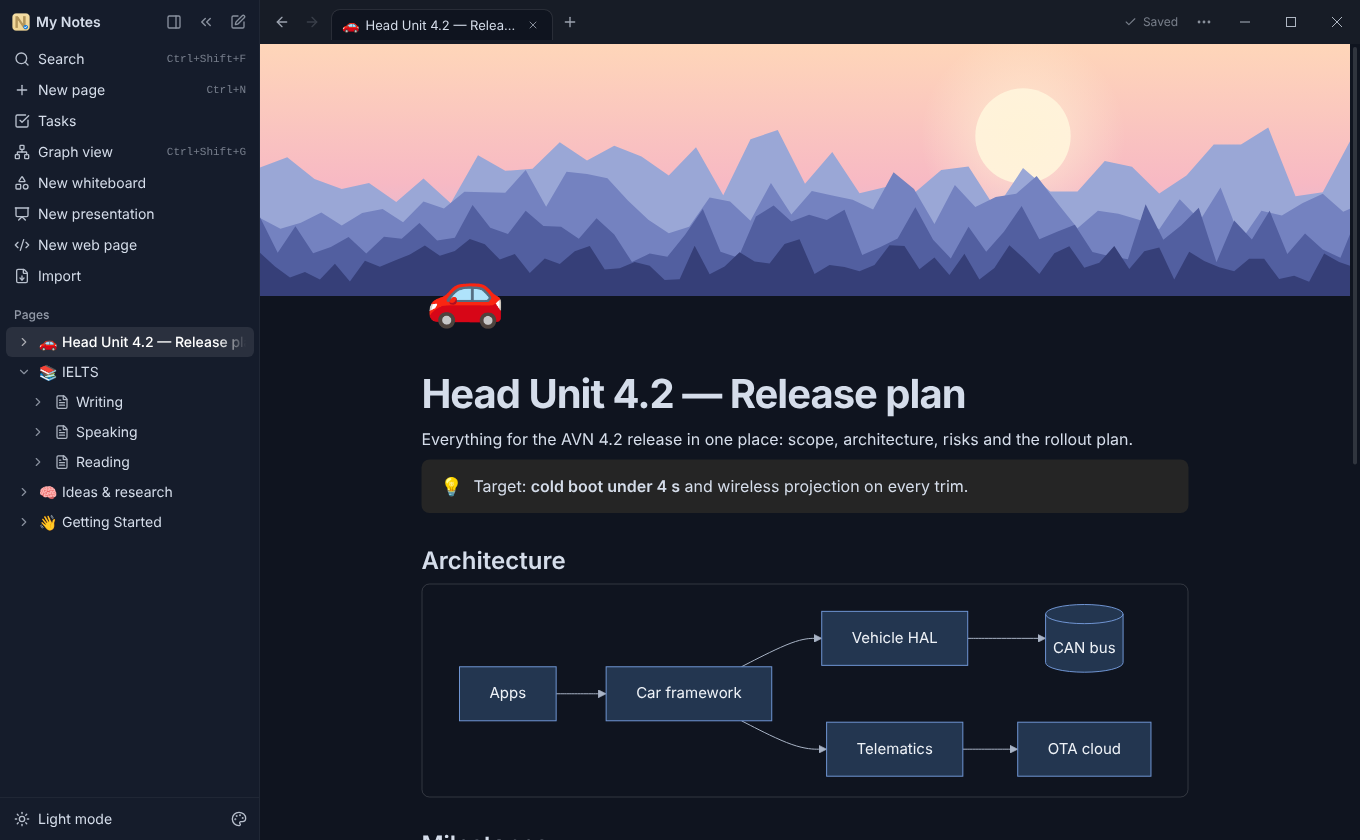 My Notes
Search Ctrl+Shift+F
New page Ctrl+N
Tasks
Graph view Ctrl+Shift+G
New whiteboard
New presentation
New web page
Import
Pages
Head Unit 4.2 — Release pl
IELTS
Writing
Speaking
Reading
Ideas & research
Getting Started
Light mode
Head Unit 4.2 — Relea...
Saved
Head Unit 4.2 — Release plan
Everything for the AVN 4.2 release in one place: scope, architecture, risks and the rollout plan.
Target: cold boot under 4 s and wireless projection on every trim.
Architecture
Apps
Car framework
Vehicle HAL
CAN bus
Telematics
OTA cloud